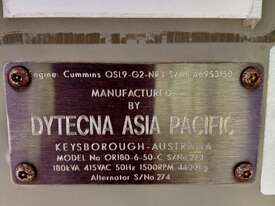 Engine: Cummins QSL9-G2-NR3 S/No 46953150
MANUFACTURED
BY
DYTECNA ASIA PACIFIC
KEYSBOROUGH-AUSTRALIA
MODEL No OR180-6-50-C S/No 273
180kVA 415VAC 50Hz 1500RPM 4400kg
Alternator S/No 274